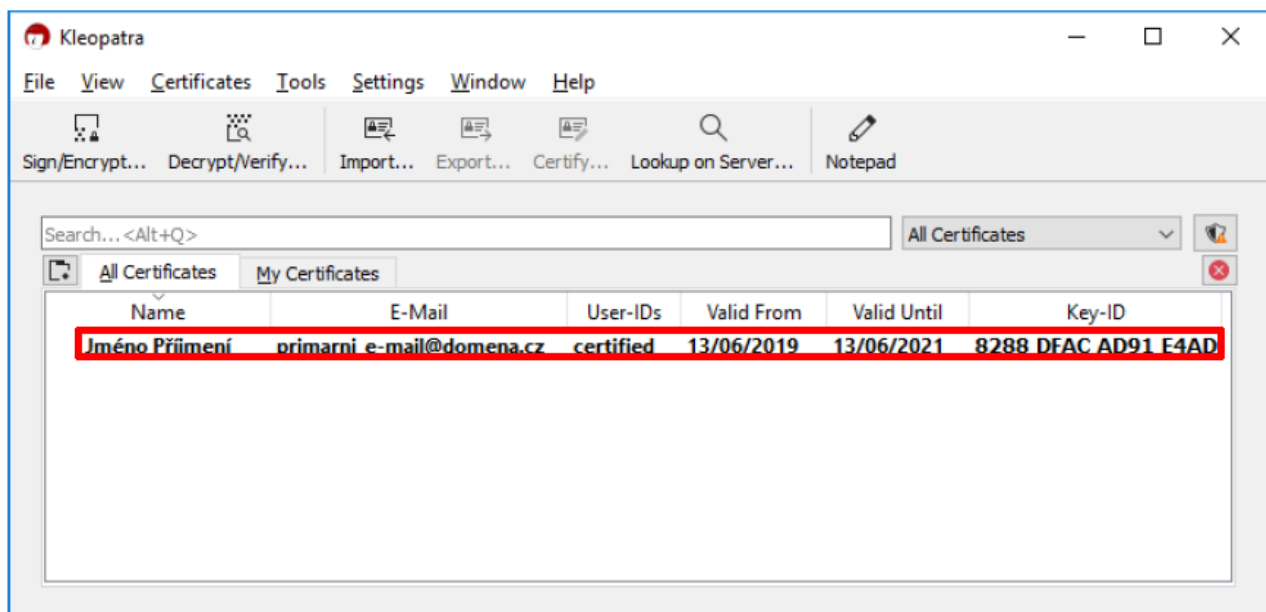 Kleopatra
File View Certificates Tools Settings Window Help
Sign/Encrypt... Decrypt/Verify... Import... Export... Certify... Lookup on Server... Notepad
Search...<Alt+Q> All Certificates
All Certificates My Certificates
Name E-Mail User-IDs Valid From Valid Until Key-ID
Jméno Příjmení primarni_e-mail@domena.cz certified 13/06/2019 13/06/2021 8288 DFAC AD91 E4AD